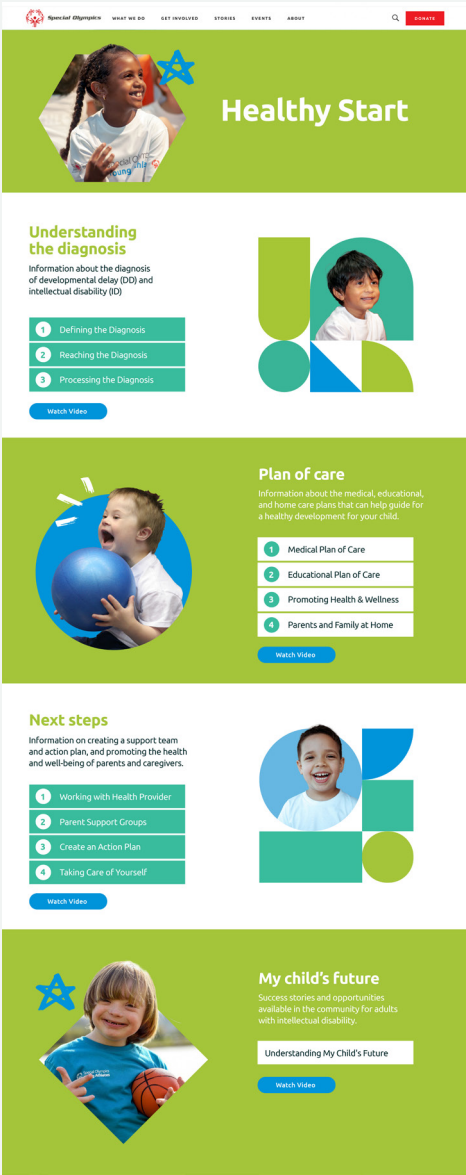 Special Olympics
WHAT WE DO
GET INVOLVED
STORIES
EVENTS
ABOUT
DONATE
Healthy Start
Understanding
the diagnosis
Information about the diagnosis
of developmental delay (DD) and
intellectual disability (ID)
1 Defining the Diagnosis
2 Reaching the Diagnosis
3 Processing the Diagnosis
Watch Video
Plan of care
Information about the medical, educational,
and home care plans that can help guide for
a healthy development for your child.
1 Medical Plan of Care
2 Educational Plan of Care
3 Promoting Health & Wellness
4 Parents and Family at Home
Watch Video
Next steps
Information on creating a support team
and action plan, and promoting the health
and well-being of parents and caregivers.
1 Working with Health Provider
2 Parent Support Groups
3 Create an Action Plan
4 Taking Care of Yourself
Watch Video
My child's future
Success stories and opportunities
available in the community for adults
with intellectual disability.
Special Olympics
Understanding My Child's Future
Watch Video